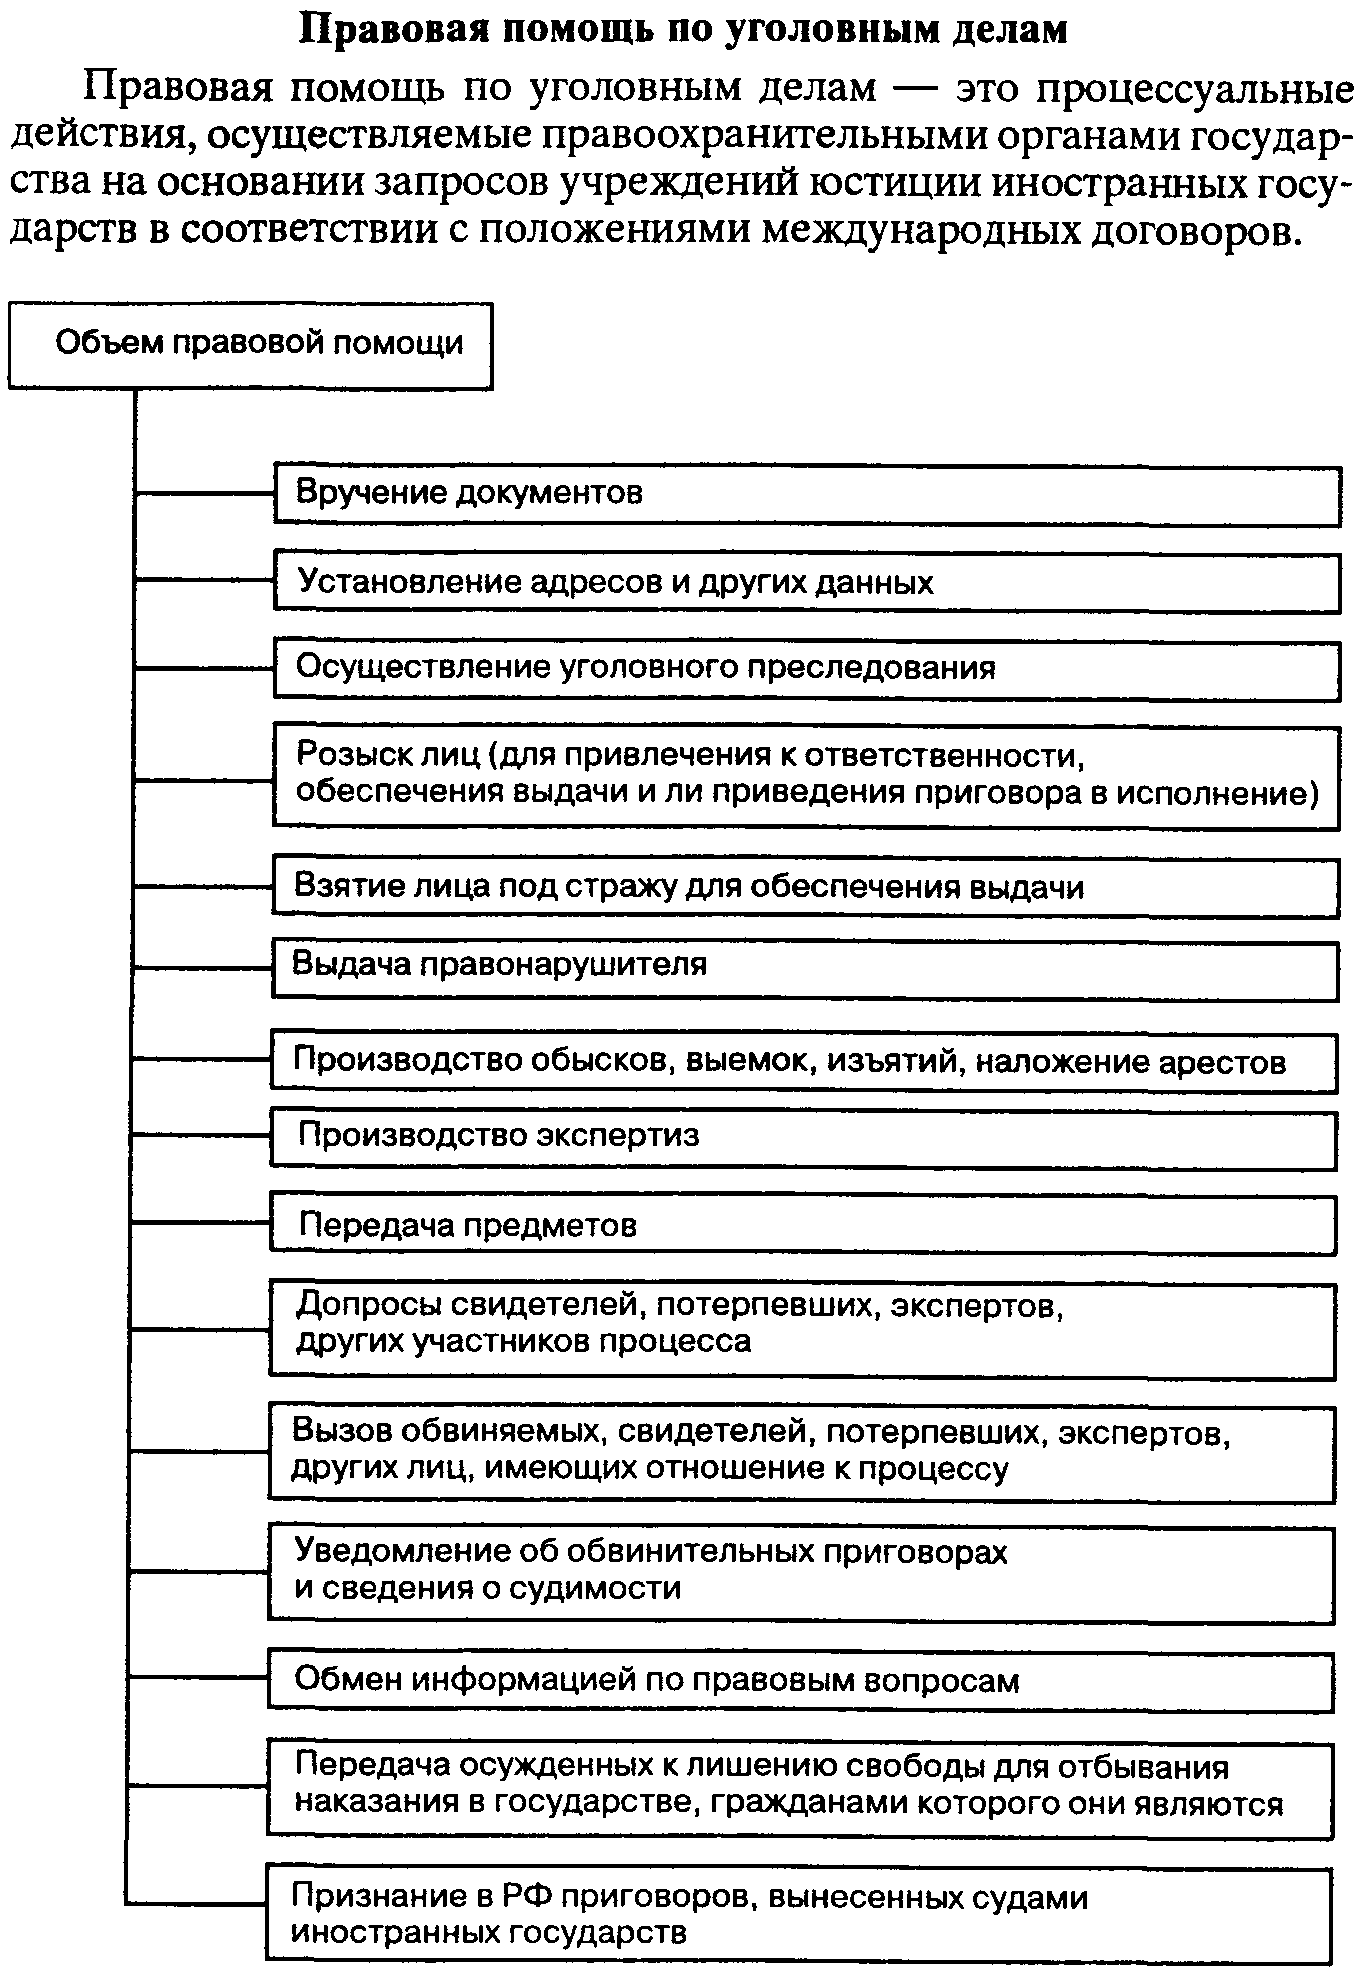 Правовая помощь по уголовным делам
Правовая помощь по уголовным делам — это процессуальные
действия, осуществляемые правоохранительными органами государ-
ства на основании запросов учреждений юстиции иностранных госу-
дарств в соответствии с положениями международных договоров.
Объем правовой помощи
Вручение документов
Установление адресов и других данных
Осуществление уголовного преследования
Розыск лиц (для привлечения к ответственности,
обеспечения выдачи и ли приведения приговора в исполнение)
Взятие лица под стражу для обеспечения выдачи
Выдача правонарушителя
Производство обысков, выемок, изъятий, наложение арестов
Производство экспертиз
Передача предметов
Допросы свидетелей, потерпевших, экспертов,
других участников процесса
Вызов обвиняемых, свидетелей, потерпевших, экспертов,
других лиц, имеющих отношение к процессу
Уведомление об обвинительных приговорах
и сведения о судимости
Обмен информацией по правовым вопросам
Передача осужденных к лишению свободы для отбывания
наказания в государстве, гражданами которого они являются
Признание в РФ приговоров, вынесенных судами
иностранных государств